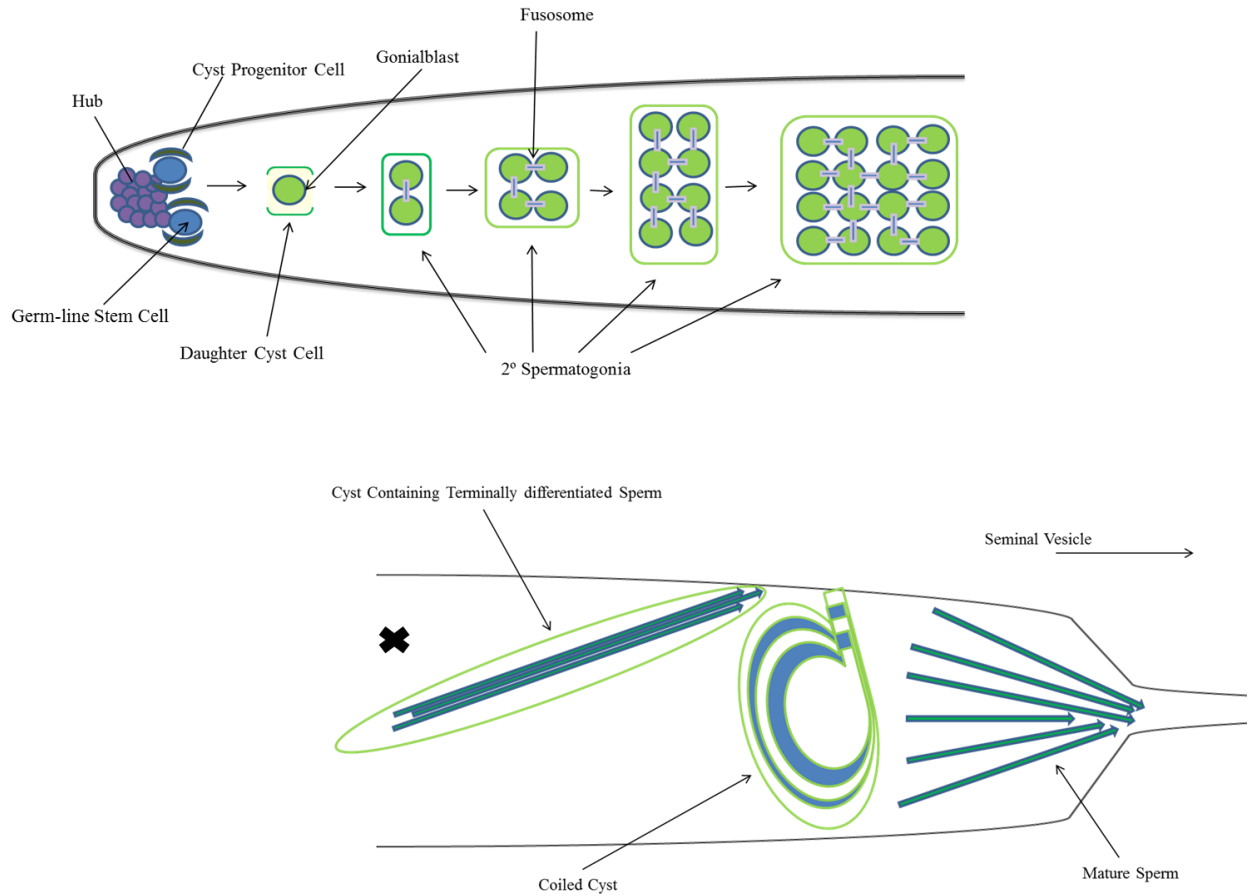 Fusosome
Gonialblast
Cyst Progenitor Cell
Hub
Germ-line Stem Cell
Daughter Cyst Cell
2º Spermatogonia
Cyst Containing Terminally differentiated Sperm
Seminal Vesicle
Coiled Cyst
Mature Sperm